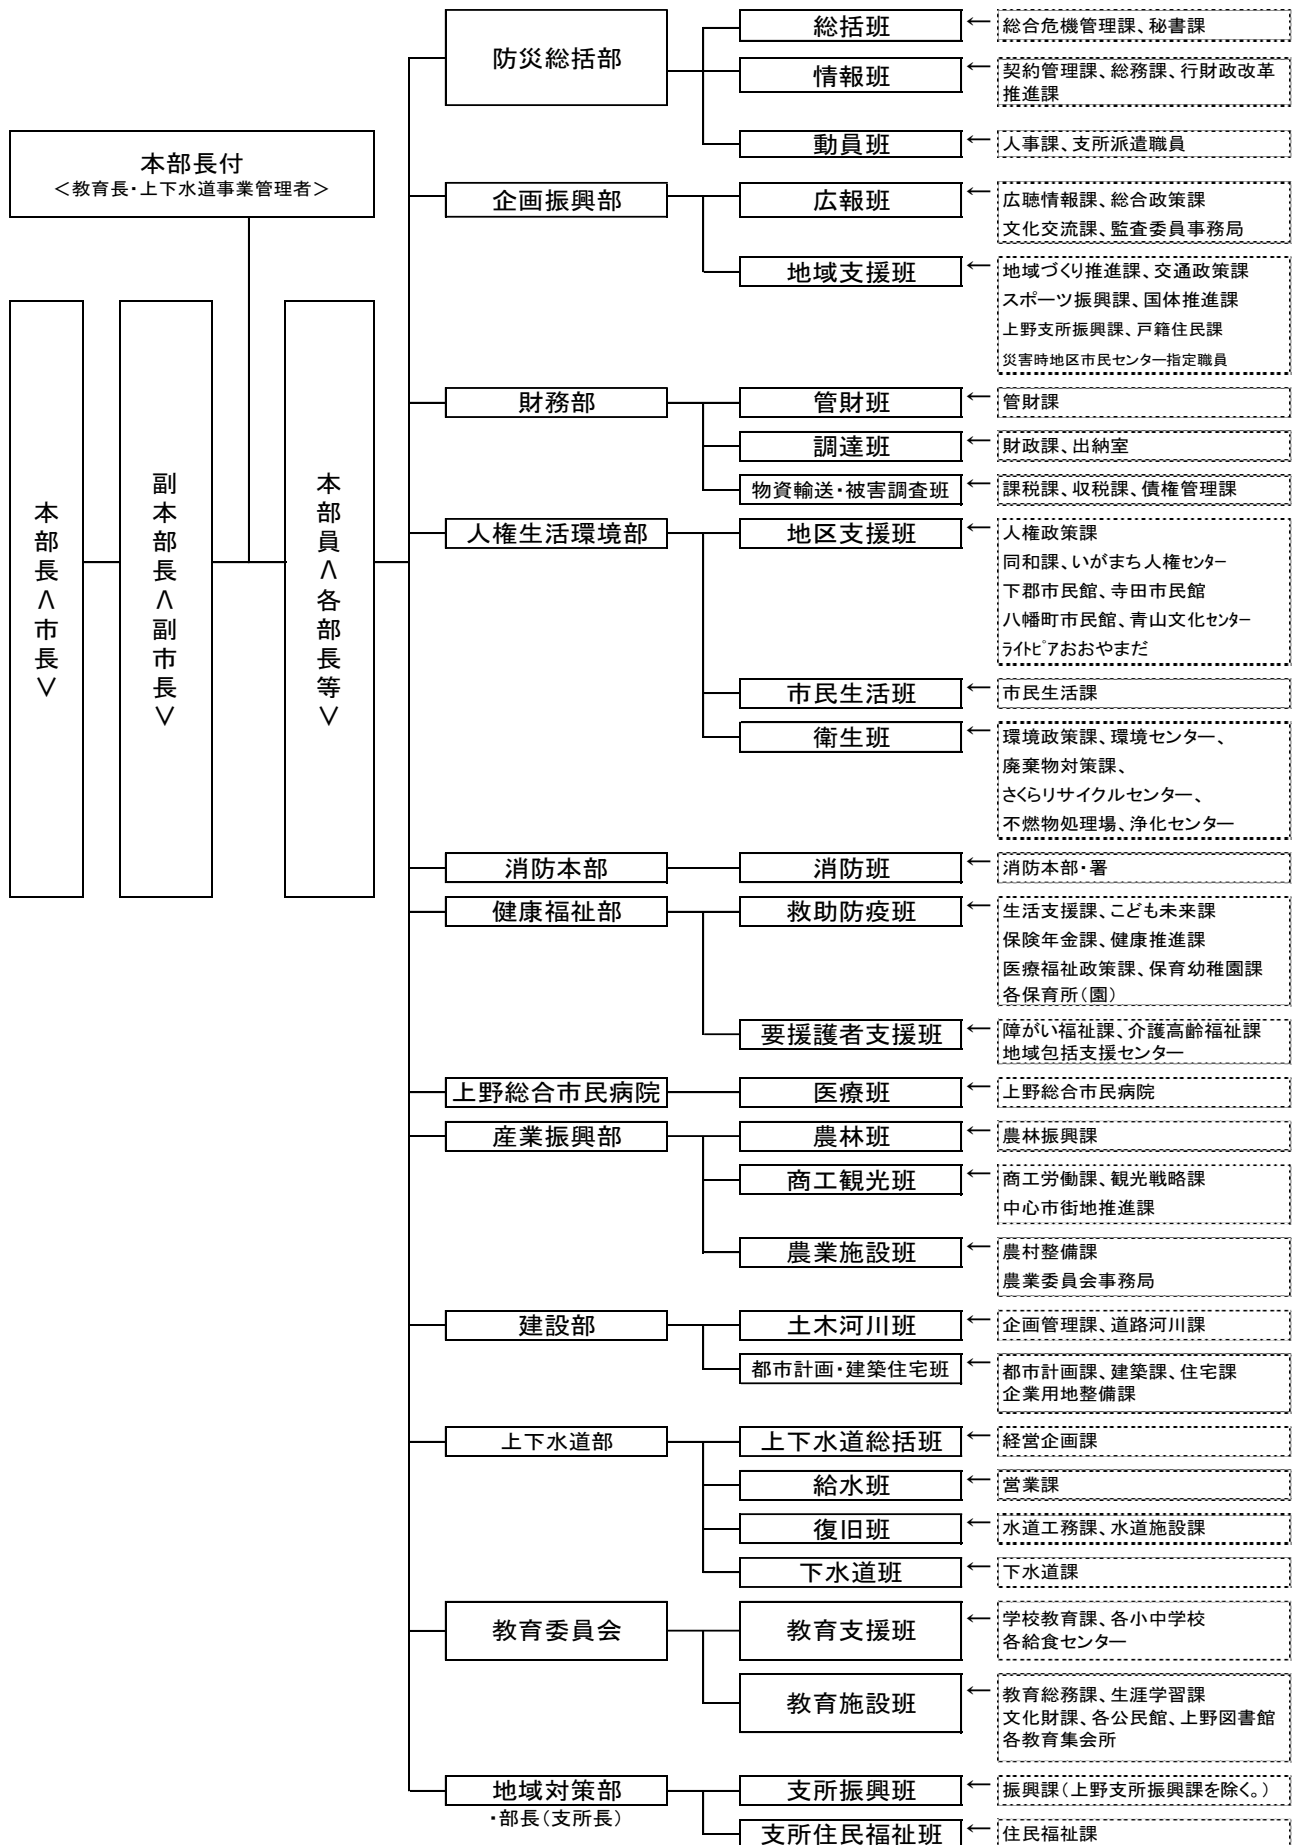 本部長付
<教育長・上下水道事業管理者>
本部長<市長>
副本部長<副市長>
本部員<各部長等>
防災総括部
総括班
← 総合危機管理課、秘書課
情報班
← 契約管理課、総務課、行財政改革
推進課
動員班
← 人事課、支所派遣職員
企画振興部
広報班
← 広聴情報課、総合政策課
文化交流課、監査委員事務局
地域支援班
← 地域づくり推進課、交通政策課
スポーツ振興課、国体推進課
上野支所振興課、戸籍住民課
災害時地区市民センター指定職員
財務部
管財班
← 管財課
調達班
← 財政課、出納室
物資輸送・被害調査班
← 課税課、収税課、債権管理課
人権生活環境部
地区支援班
← 人権政策課
同和課、いがまち人権センター
下郡市民館、寺田市民館
八幡町市民館、青山文化センター
ライトピアおおやまだ
市民生活班
← 市民生活課
衛生班
← 環境政策課、環境センター、
廃棄物対策課、
さくらリサイクルセンター、
不燃物処理場、浄化センター
消防本部
消防班
← 消防本部・署
健康福祉部
救助防疫班
← 生活支援課、こども未来課
保険年金課、健康推進課
医療福祉政策課、保育幼稚園課
各保育所(園)
要援護者支援班
← 障がい福祉課、介護高齢福祉課
地域包括支援センター
上野総合市民病院
医療班
← 上野総合市民病院
産業振興部
農林班
← 農林振興課
商工観光班
← 商工労働課、観光戦略課
中心市街地推進課
農業施設班
← 農村整備課
農業委員会事務局
建設部
土木河川班
← 企画管理課、道路河川課
都市計画・建築住宅班
← 都市計画課、建築課、住宅課
企業用地整備課
上下水道部
上下水道総括班
← 経営企画課
給水班
← 営業課
復旧班
← 水道工務課、水道施設課
下水道班
← 下水道課
教育委員会
教育支援班
← 学校教育課、各小中学校
各給食センター
教育施設班
← 教育総務課、生涯学習課
文化財課、各公民館、上野図書館
各教育集会所
地域対策部
・部長(支所長)
支所振興班
← 振興課(上野支所振興課を除く。)
支所住民福祉班
← 住民福祉課